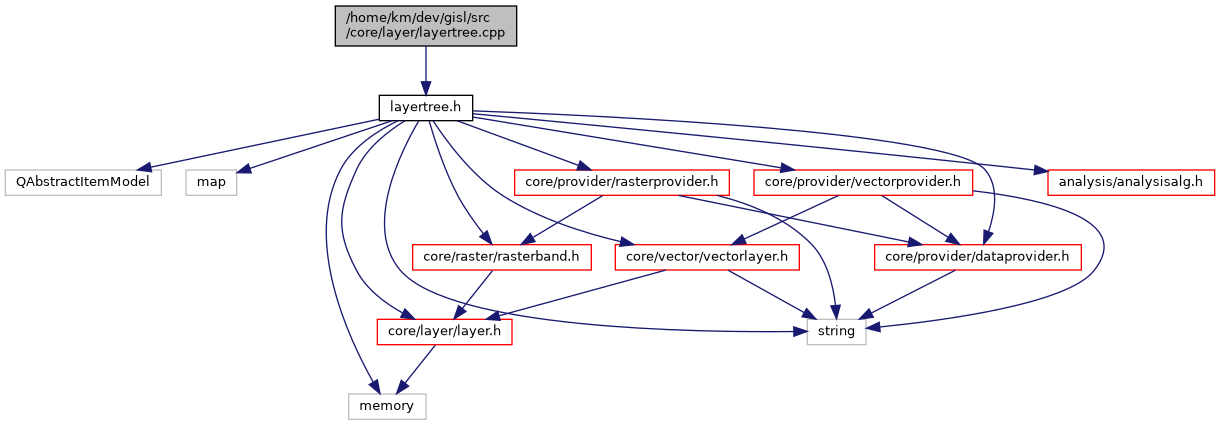 /home/km/dev/gisl/src
/core/layer/layertree.cpp
layertree.h
QAbstractItemModel
map
core/provider/rasterprovider.h
core/provider/vectorprovider.h
analysis/analysisalg.h
core/raster/rasterband.h
core/vector/vectorlayer.h
core/provider/dataprovider.h
core/layer/layer.h
string
memory